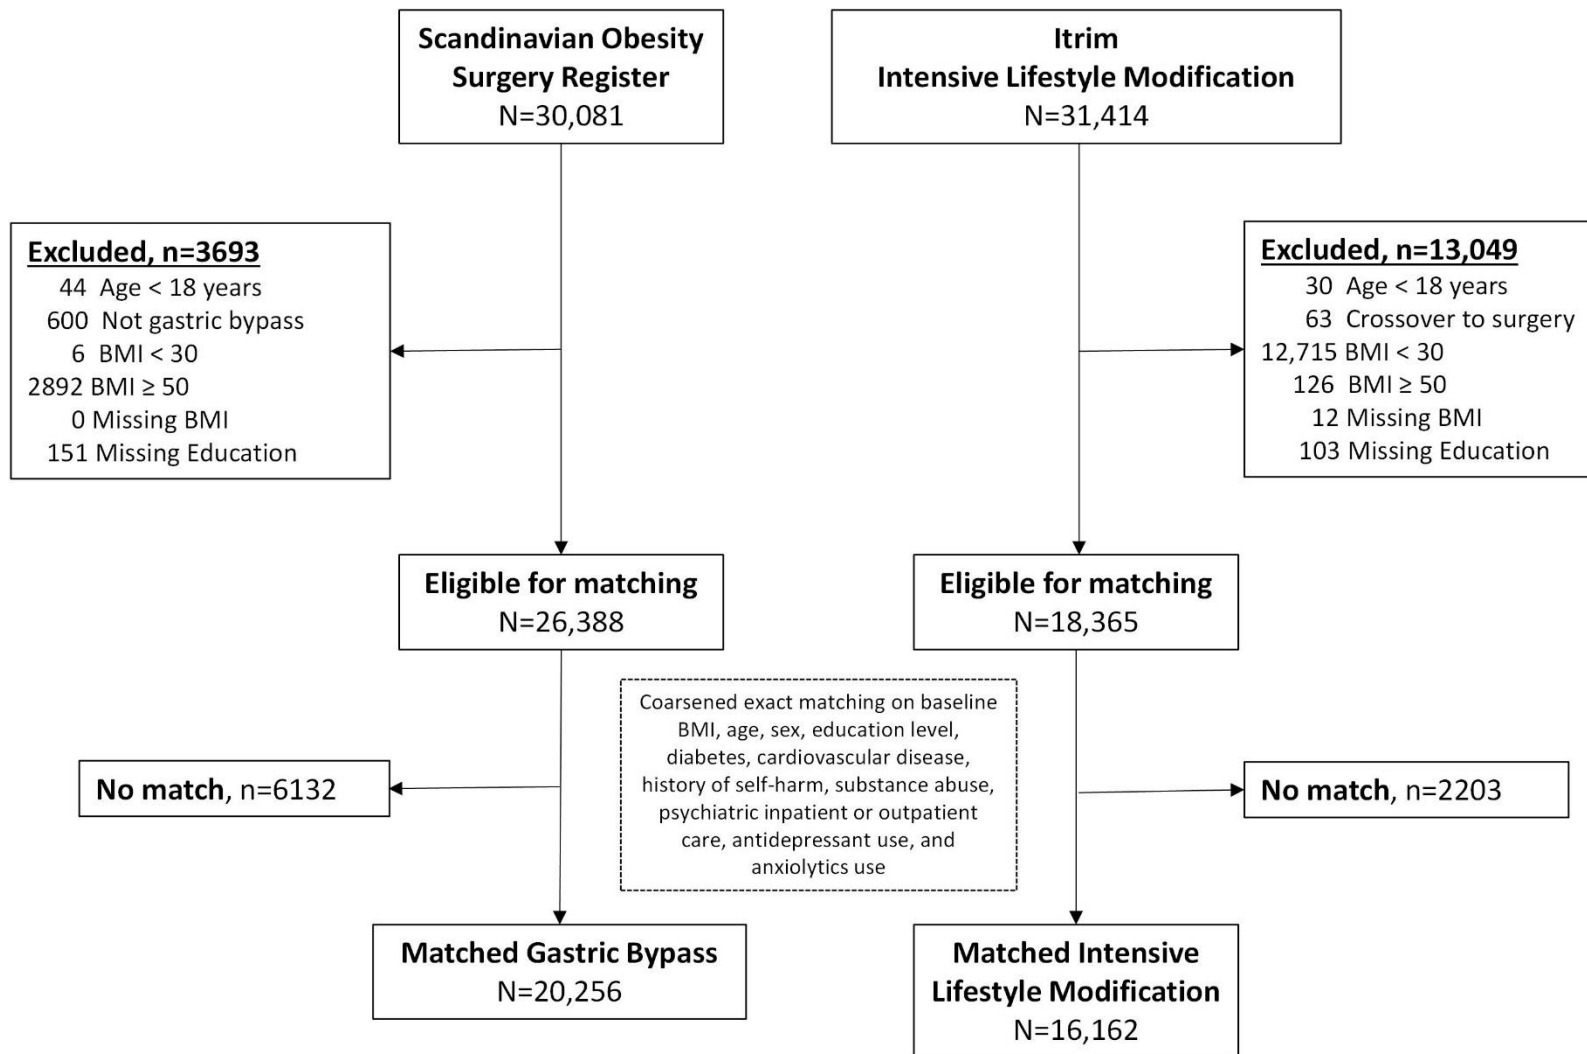 Scandinavian Obesity
Surgery Register
N=30,081
Itrim
Intensive Lifestyle Modification
N=31,414
Excluded, n=3693
44 Age < 18 years
600 Not gastric bypass
6 BMI < 30
2892 BMI ≥ 50
0 Missing BMI
151 Missing Education
Excluded, n=13,049
30 Age < 18 years
63 Crossover to surgery
12,715 BMI < 30
126 BMI ≥ 50
12 Missing BMI
103 Missing Education
Eligible for matching
N=26,388
Eligible for matching
N=18,365
Coarsened exact matching on baseline
BMI, age, sex, education level,
diabetes, cardiovascular disease,
history of self-harm, substance abuse,
psychiatric inpatient or outpatient
care, antidepressant use, and
anxiolytics use
No match, n=6132
No match, n=2203
Matched Gastric Bypass
N=20,256
Matched Intensive
Lifestyle Modification
N=16,162